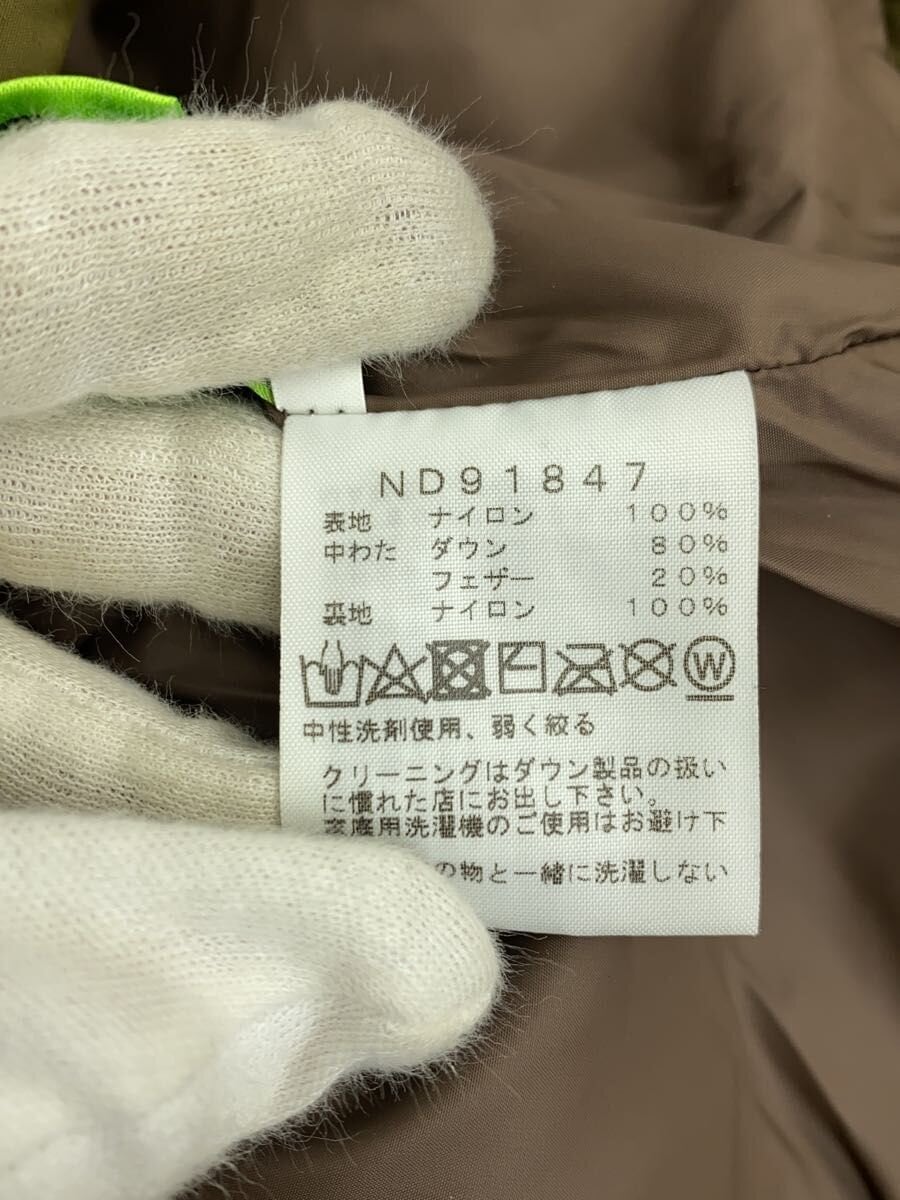 ND91847
表地 ナイロン 100%
中わた ダウン 80%
フェザー 20%
裏地 ナイロン 100%
W
中性洗剤使用、弱く絞る
クリーニングはダウン製品の扱い
に慣れた店にお出し下さい。
家庭用洗濯機のご使用はお避け下
の物と一緒に洗濯しない